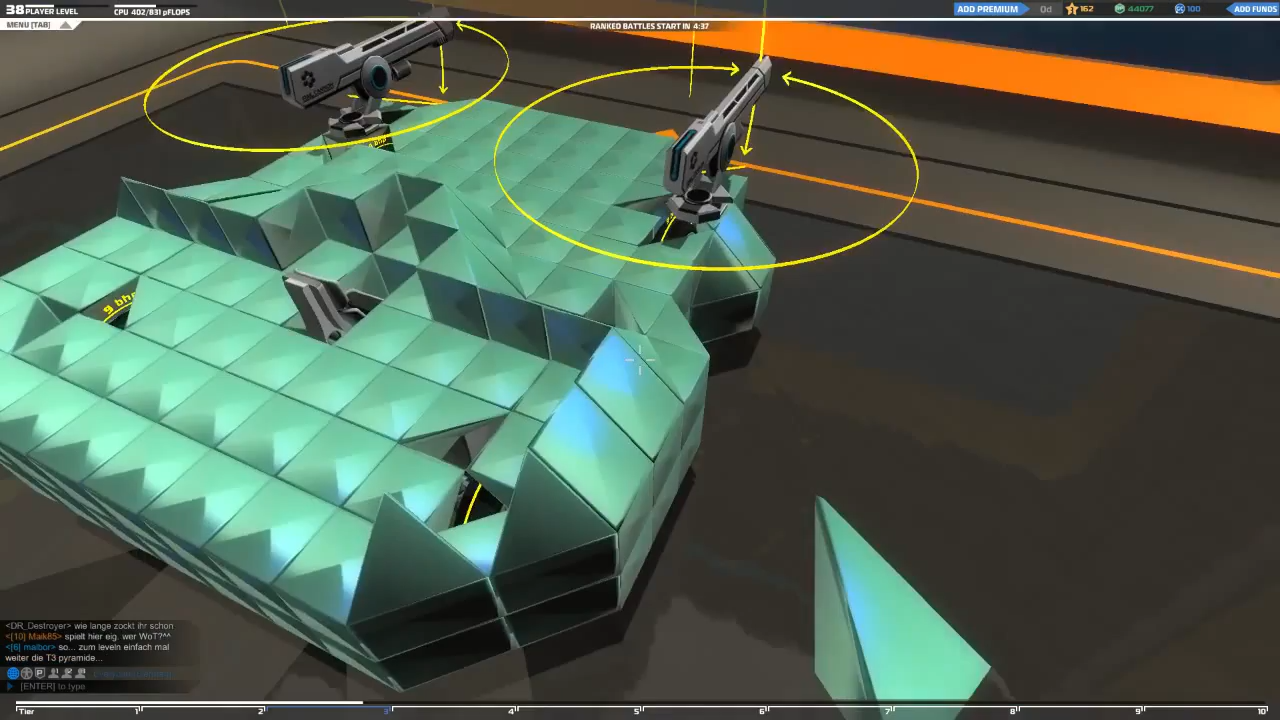 38 PLAYER LEVEL
CPU 402/831 pFLOPS
ADD PREMIUM
0d
162
44077
100
ADD FUNDS
MENU [TAB]
RANKED BATTLES START IN 4:37
9 bhp
<DR_Destroyer> wie lange zockt ihr schon
<[10] Maik85> spielt hier eig. wer WoT?^^
<[6] maibor> so... zum leveln einfach mal
weiter die T3 pyramide...
[ENTER] to type
Tier 1 2 3 4 5 6 7 8 9 10